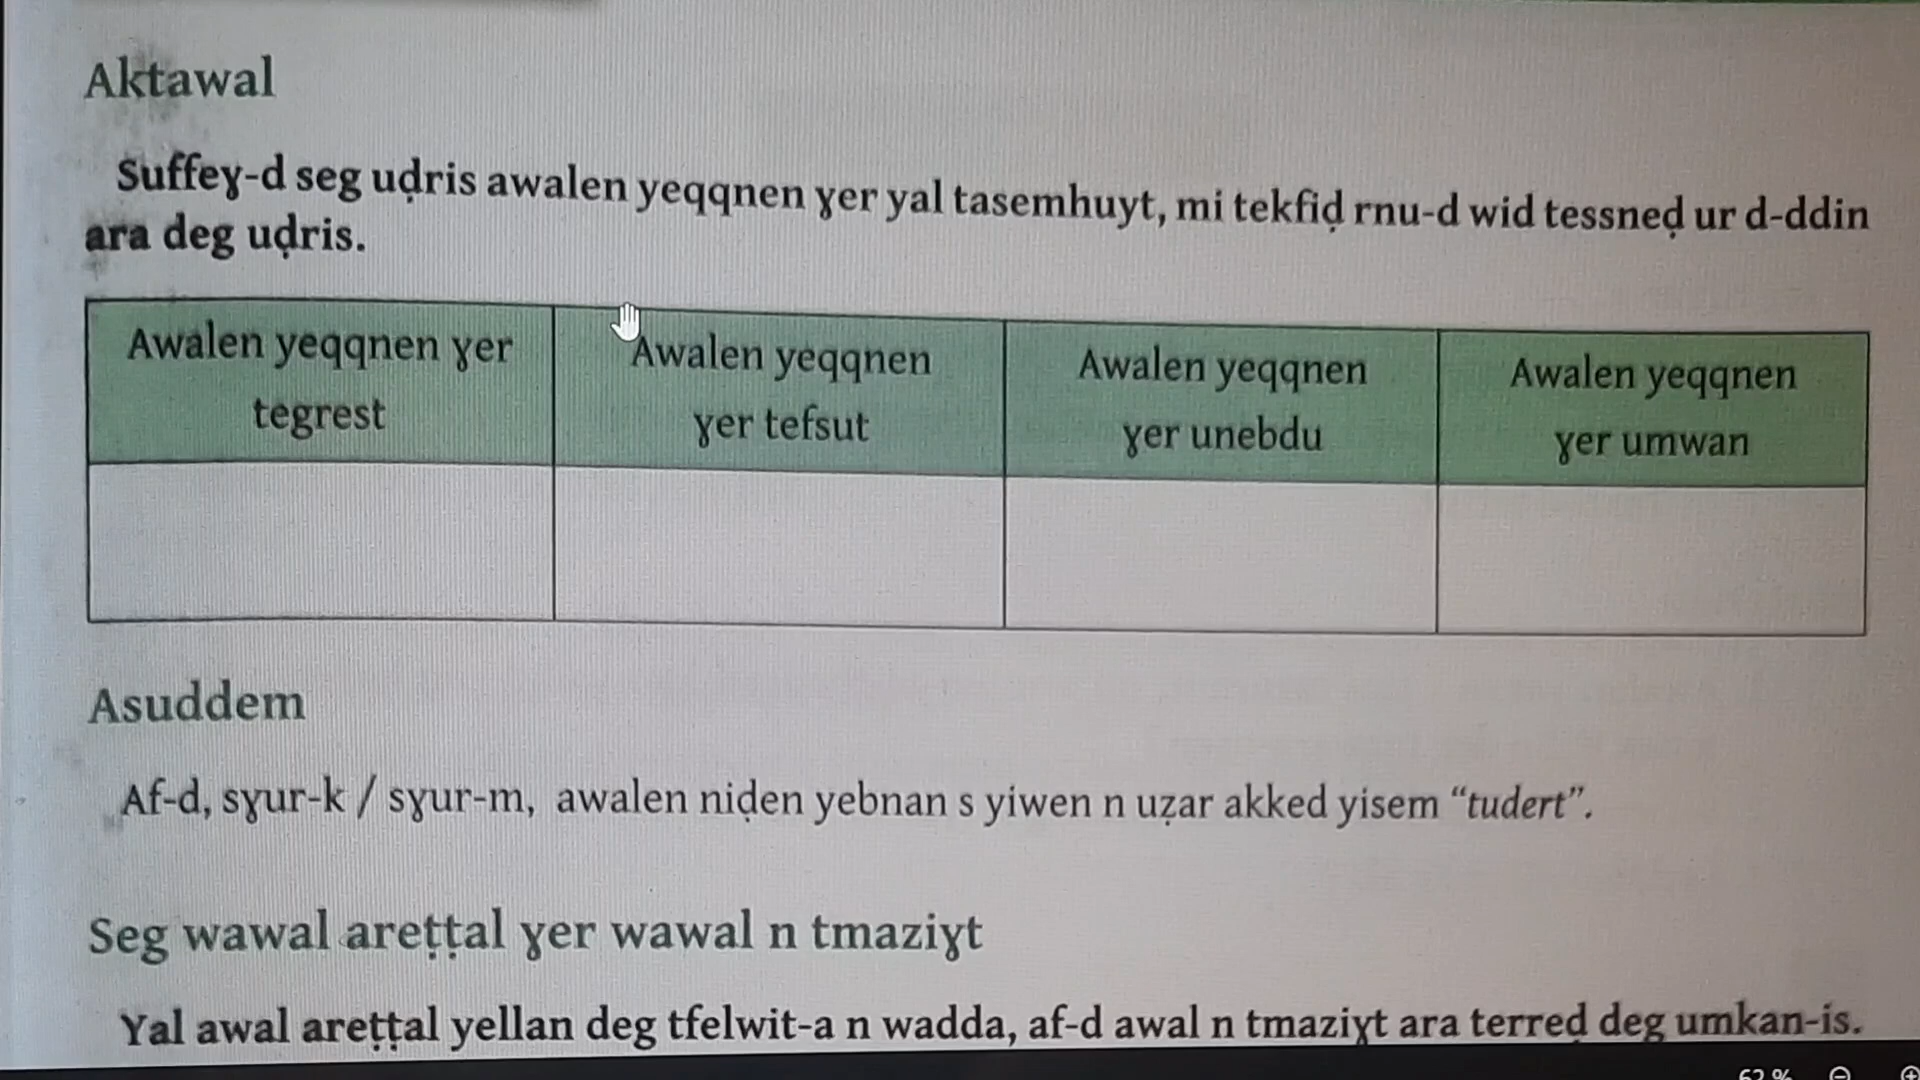 Aktawal
Suffeɣ-d seg uḍris awalen yeqqnen ɣer yal tasemhuyt, mi tekfiḍ rnu-d wid tessneḍ ur d-ddin
ara deg uḍris.
Awalen yeqqnen ɣer
tegrest
Awalen yeqqnen
ɣer tefsut
Awalen yeqqnen
ɣer unebdu
Awalen yeqqnen
ɣer umwan
Asuddem
Af-d, sɣur-k / sɣur-m, awalen niḍen yebnan s yiwen n uẓar akked yisem “tudert”.
Seg wawal areṭṭal ɣer wawal n tmaziɣt
Yal awal areṭṭal yellan deg tfelwit-a n wadda, af-d awal n tmaziɣt ara terreḍ deg umkan-is.
62 %